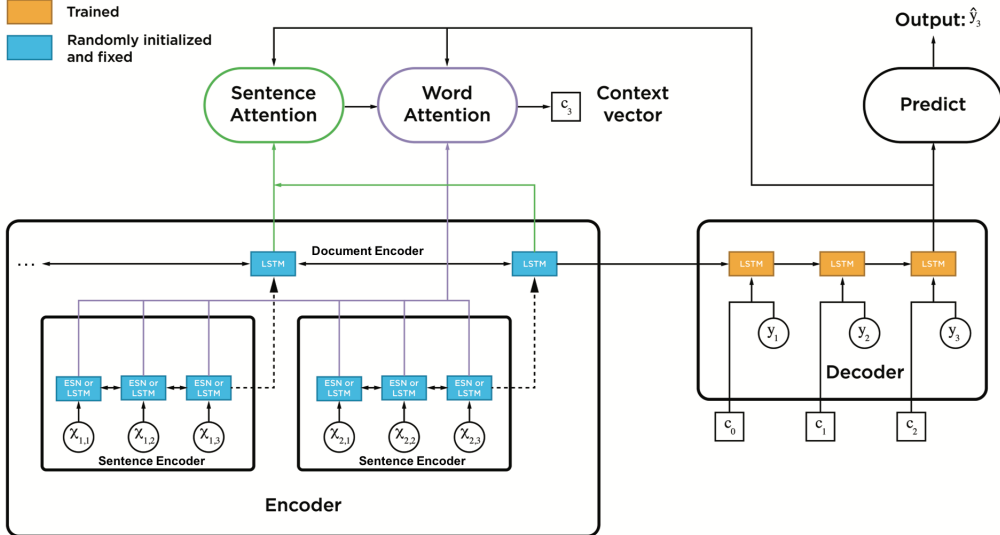 Trained
Randomly initialized
and fixed
Output: ŷ₃
Sentence
Attention
Word
Attention
c₃
Context
vector
Predict
...
LSTM
Document Encoder
LSTM
LSTM
LSTM
LSTM
y₁
y₂
y₃
Decoder
ESN or
LSTM
ESN or
LSTM
ESN or
LSTM
ESN or
LSTM
ESN or
LSTM
ESN or
LSTM
χ₁,₁
χ₁,₂
χ₁,₃
χ₂,₁
χ₂,₂
χ₂,₃
c₀
c₁
c₂
Sentence Encoder
Sentence Encoder
Encoder